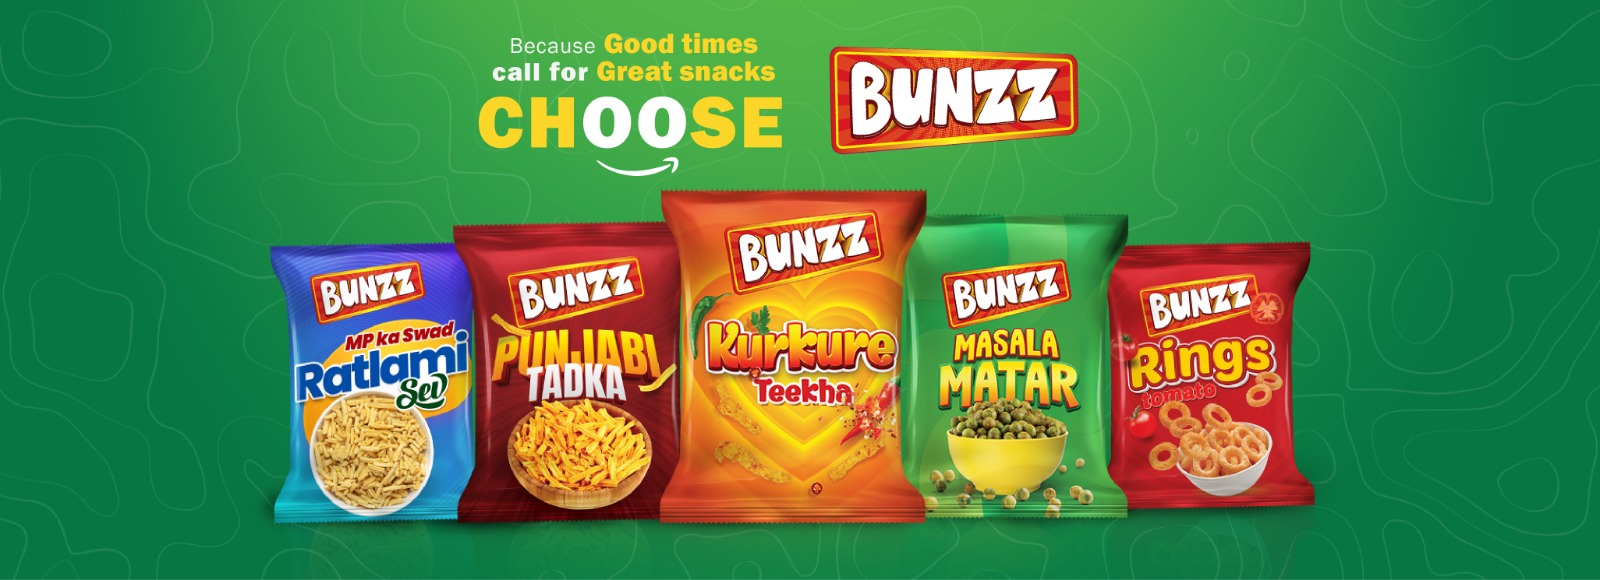 Because Good times
call for Great snacks
CHOOSE
BUNZZ
BUNZZ
MP ka Swad
Ratlami
Sev
BUNZZ
PUNJABI
TADKA
BUNZZ
Kurkure
Teekha
BUNZZ
MASALA
MATAR
BUNZZ
Rings
tomato